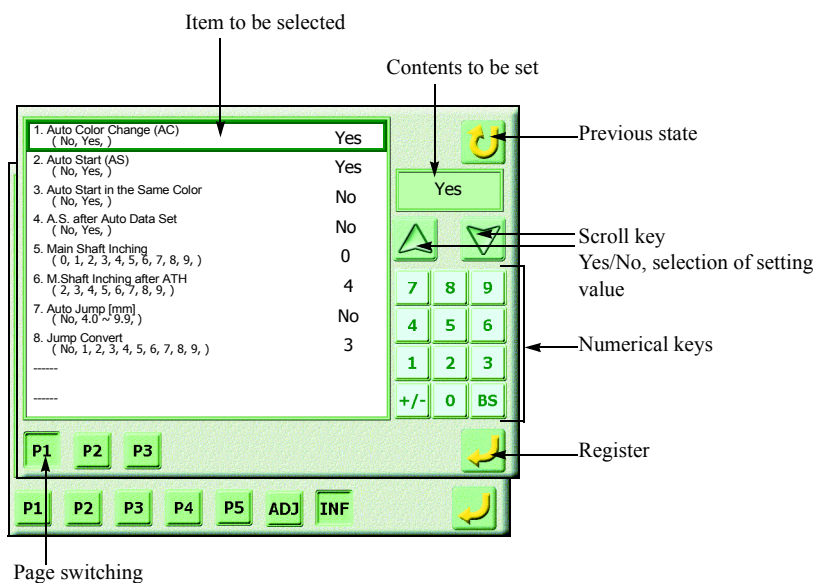 Item to be selected
Contents to be set
1. Auto Color Change (AC) Yes
( No, Yes, )
2. Auto Start (AS) Yes
( No, Yes, )
3. Auto Start in the Same Color No
( No, Yes, )
4. A.S. after Auto Data Set No
( No, Yes, )
5. Main Shaft Inching 0
( 0, 1, 2, 3, 4, 5, 6, 7, 8, 9, )
6. M.Shaft Inching after ATH 4
( 2, 3, 4, 5, 6, 7, 8, 9, )
7. Auto Jump [mm] No
( No, 4.0 ~ 9.9, )
8. Jump Convert 3
( No, 1, 2, 3, 4, 5, 6, 7, 8, 9, )
------
------
Previous state
Yes
Scroll key
Yes/No, selection of setting
value
7 8 9
4 5 6
1 2 3
+/- 0 BS
Numerical keys
P1 P2 P3
Register
P1 P2 P3 P4 P5 ADJ INF
Page switching